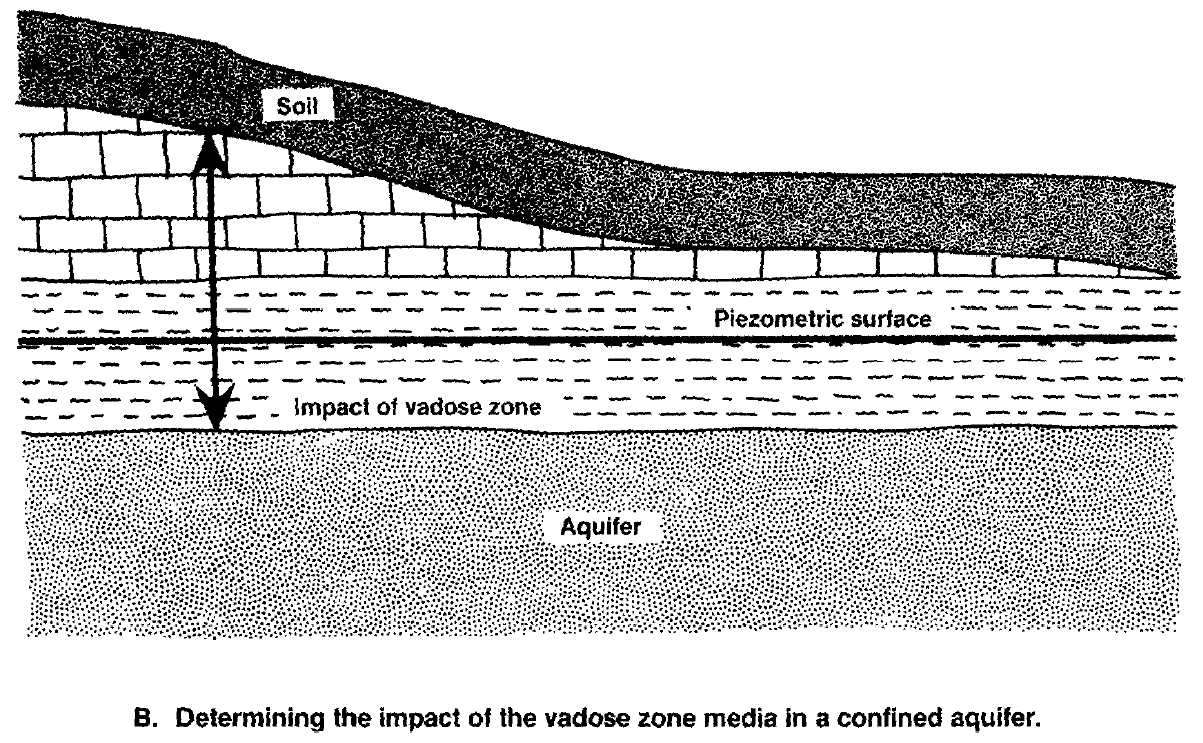 Soil
Piezometric surface
Impact of vadose zone
Aquifer
B. Determining the impact of the vadose zone media in a confined aquifer.